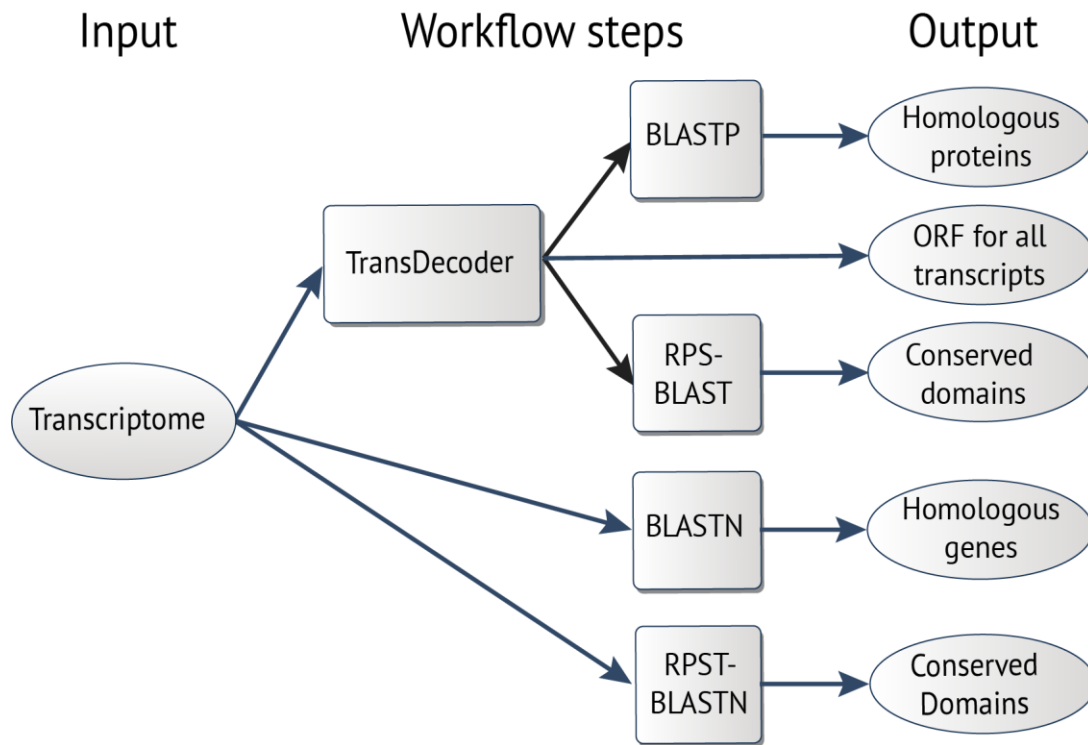 Input
Workflow steps
Output
BLASTP
Homologous
proteins
TransDecoder
ORF for all
transcripts
RPS-
BLAST
Conserved
domains
Transcriptome
BLASTN
Homologous
genes
RPST-
BLASTN
Conserved
Domains